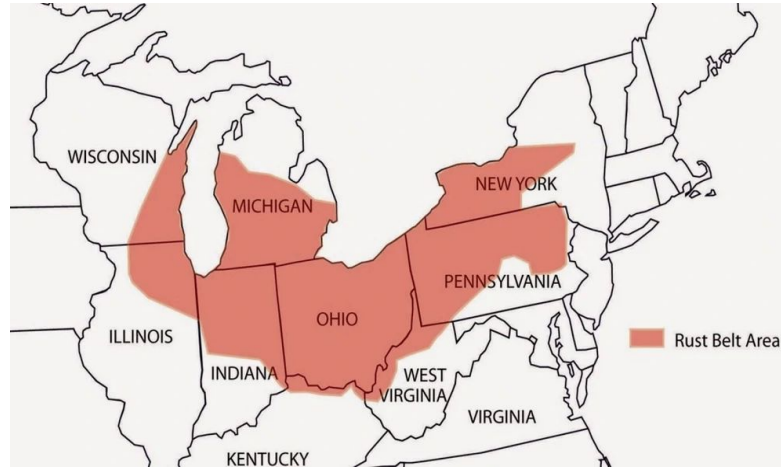 WISCONSIN
MICHIGAN
NEW YORK
PENNSYLVANIA
ILLINOIS
OHIO
Rust Belt Area
INDIANA
WEST
VIRGINIA
VIRGINIA
KENTUCKY